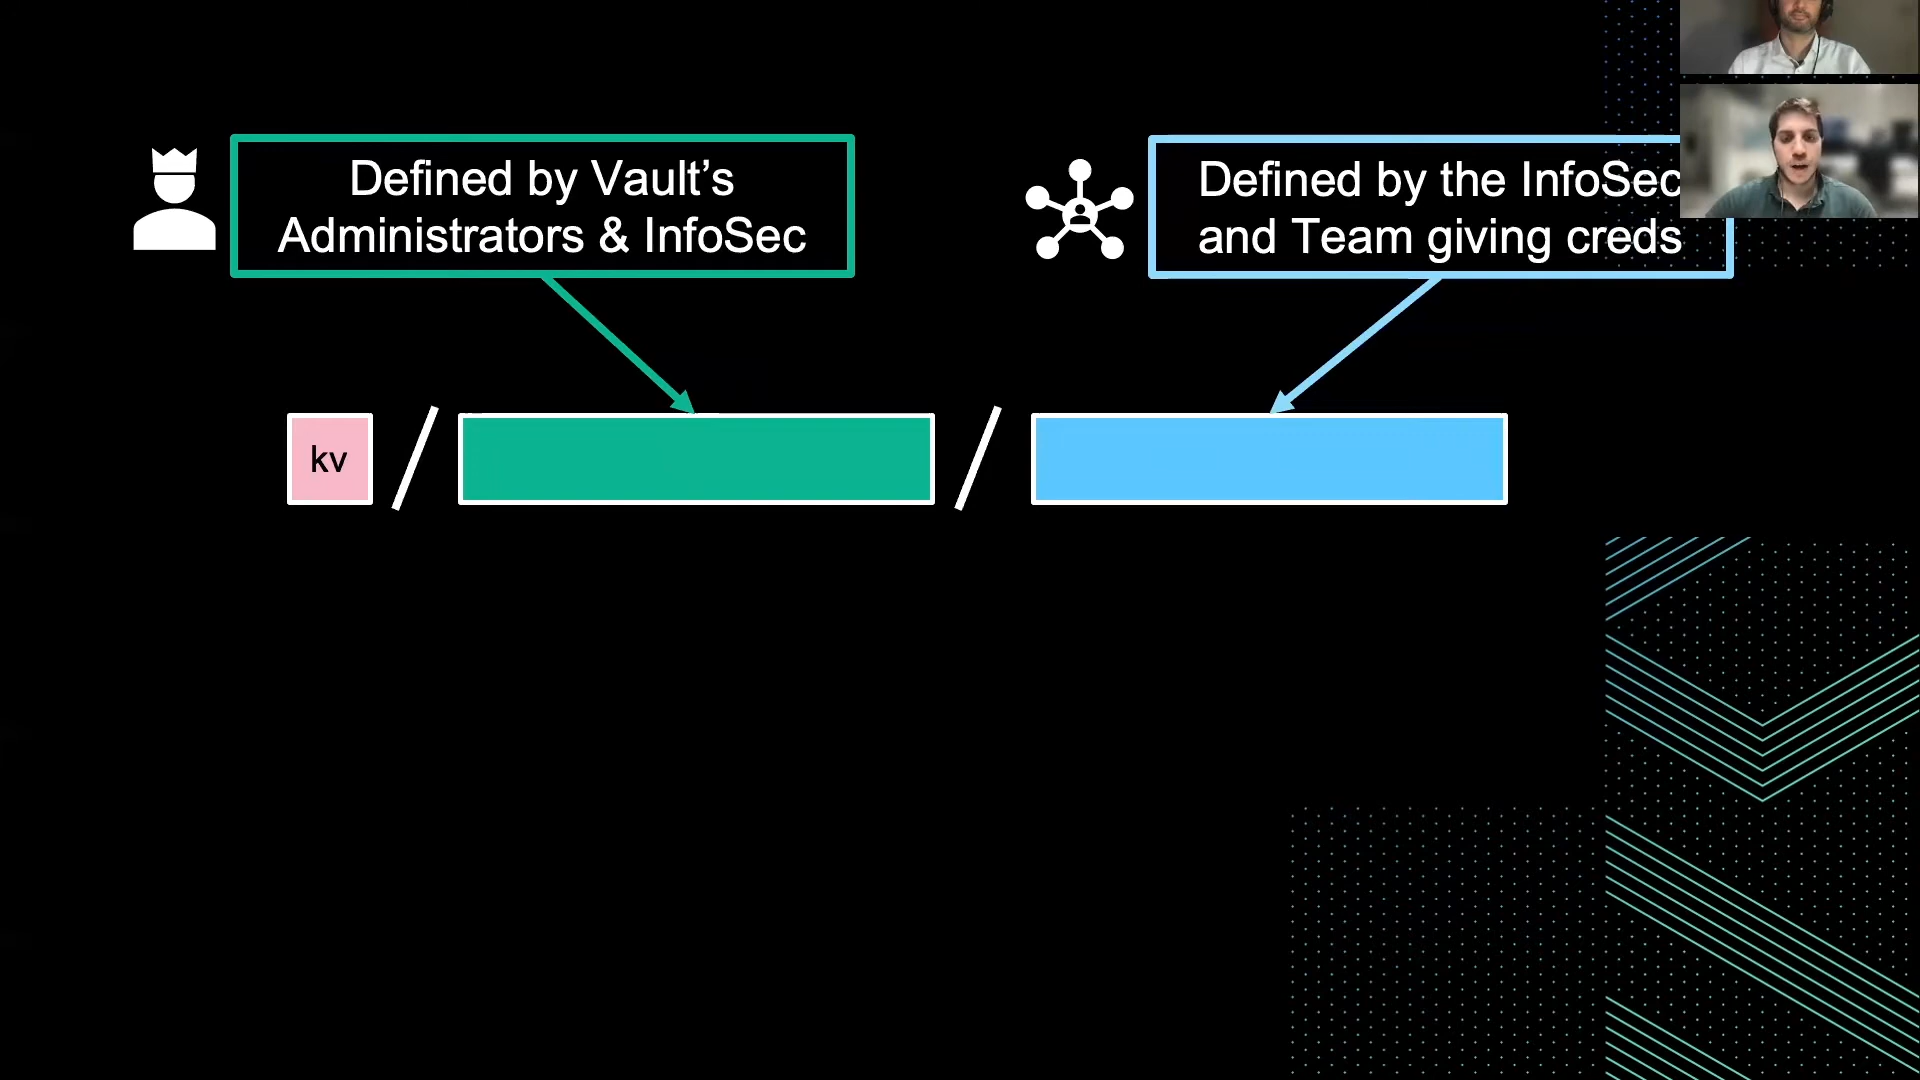 Defined by Vault’s
Administrators & InfoSec
Defined by the InfoSec
and Team giving creds
kv